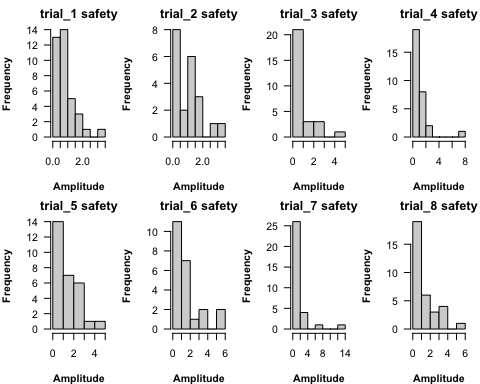 trial_1 safety
Frequency
14
12
10
8
6
4
2
0
0.0 2.0
Amplitude
trial_2 safety
Frequency
8
6
4
2
0
0.0 2.0
Amplitude
trial_3 safety
Frequency
20
15
10
5
0
0 2 4
Amplitude
trial_4 safety
Frequency
15
10
5
0
0 4 8
Amplitude
trial_5 safety
Frequency
14
12
10
8
6
4
2
0
0 2 4
Amplitude
trial_6 safety
Frequency
10
8
6
4
2
0
0 2 4 6
Amplitude
trial_7 safety
Frequency
25
20
15
10
5
0
0 4 8 14
Amplitude
trial_8 safety
Frequency
15
10
5
0
0 2 4 6
Amplitude